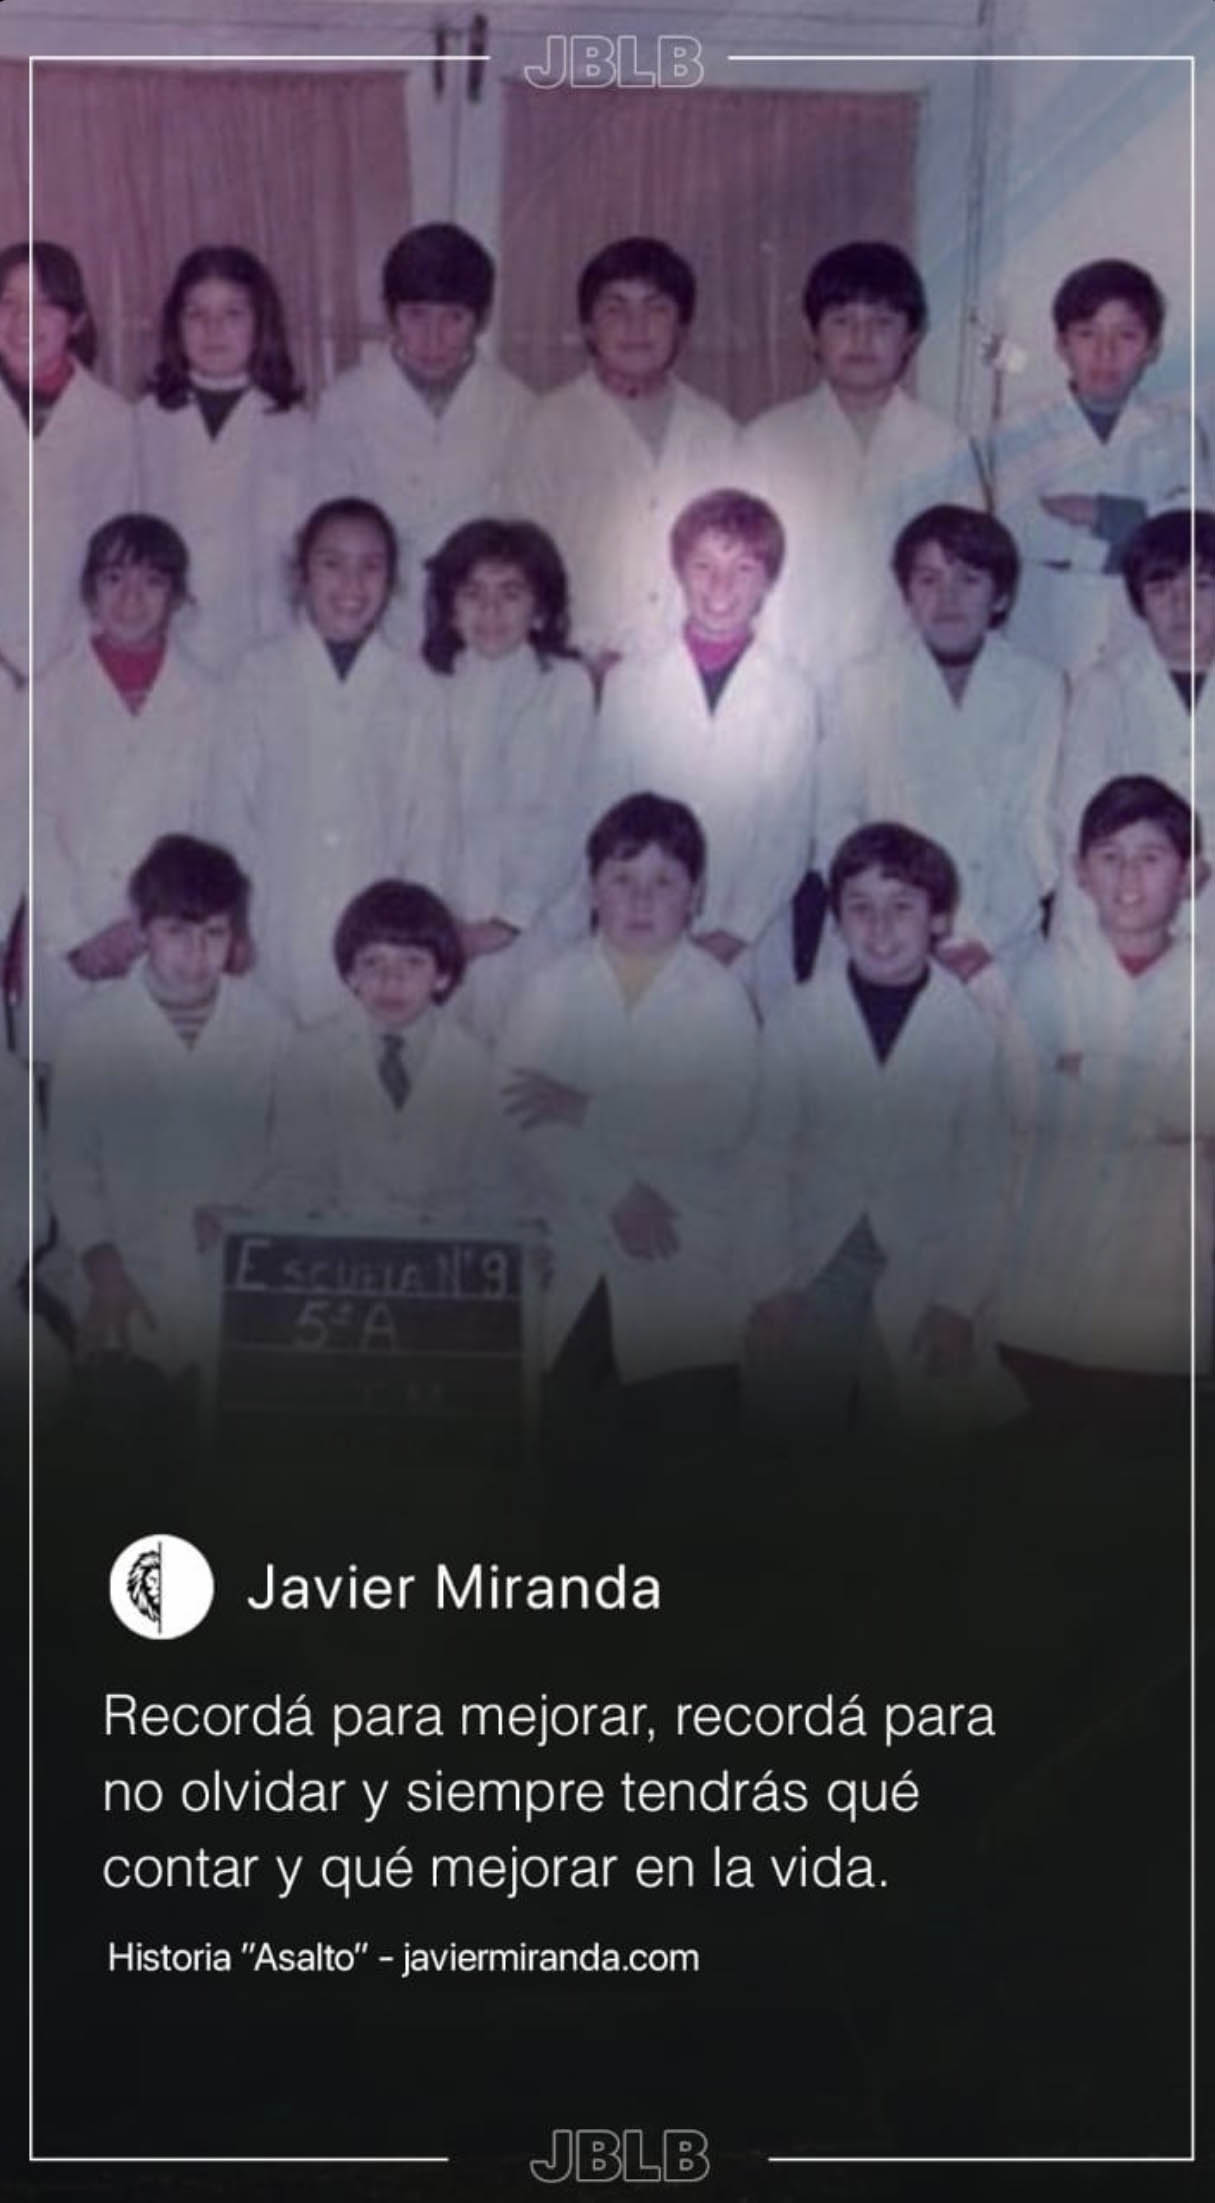 JBLB
ESCUELA N°9
5ª A
Javier Miranda
Recordá para mejorar, recordá para
no olvidar y siempre tendrás qué
contar y qué mejorar en la vida.
Historia "Asalto" - javiermiranda.com
JBLB